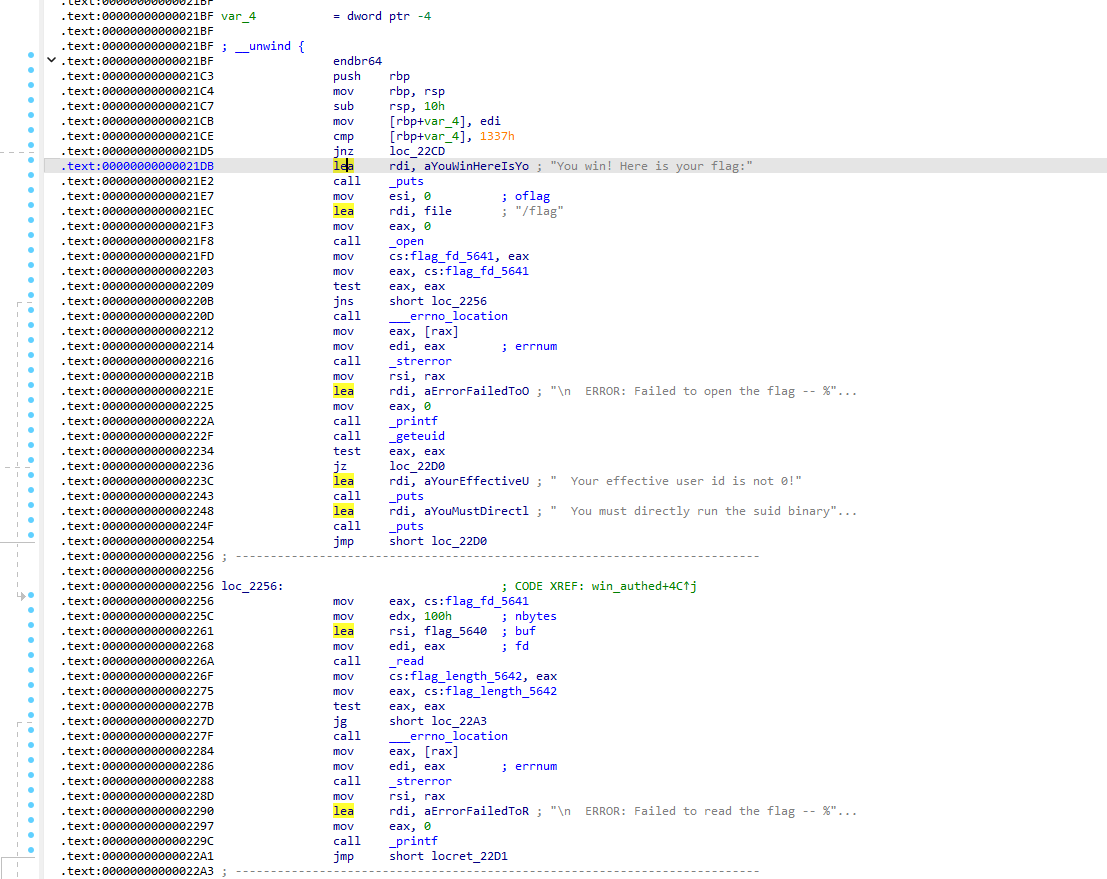 .text:00000000000021BF
.text:00000000000021BF var_4 = dword ptr -4
.text:00000000000021BF
.text:00000000000021BF ; __unwind {
.text:00000000000021BF endbr64
.text:00000000000021C3 push rbp
.text:00000000000021C4 mov rbp, rsp
.text:00000000000021C7 sub rsp, 10h
.text:00000000000021CB mov [rbp+var_4], edi
.text:00000000000021CE cmp [rbp+var_4], 1337h
.text:00000000000021D5 jnz loc_22CD
.text:00000000000021DB lea rdi, aYouWinHereIsYo ; "You win! Here is your flag:"
.text:00000000000021E2 call _puts
.text:00000000000021E7 mov esi, 0 ; oflag
.text:00000000000021EC lea rdi, file ; "/flag"
.text:00000000000021F3 mov eax, 0
.text:00000000000021F8 call _open
.text:00000000000021FD mov cs:flag_fd_5641, eax
.text:0000000000002203 mov eax, cs:flag_fd_5641
.text:0000000000002209 test eax, eax
.text:000000000000220B jns short loc_2256
.text:000000000000220D call ___errno_location
.text:0000000000002212 mov eax, [rax]
.text:0000000000002214 mov edi, eax ; errnum
.text:0000000000002216 call _strerror
.text:000000000000221B mov rsi, rax
.text:000000000000221E lea rdi, aErrorFailedToO ; "\n ERROR: Failed to open the flag -- %"...
.text:0000000000002225 mov eax, 0
.text:000000000000222A call _printf
.text:000000000000222F call _geteuid
.text:0000000000002234 test eax, eax
.text:0000000000002236 jz loc_22D0
.text:000000000000223C lea rdi, aYourEffectiveU ; " Your effective user id is not 0!"
.text:0000000000002243 call _puts
.text:0000000000002248 lea rdi, aYouMustDirectl ; " You must directly run the suid binary"...
.text:000000000000224F call _puts
.text:0000000000002254 jmp short loc_22D0
.text:0000000000002256 ; ---------------------------------------------------------------------------
.text:0000000000002256
.text:0000000000002256 loc_2256: ; CODE XREF: win_authed+4C↑j
.text:0000000000002256 mov eax, cs:flag_fd_5641
.text:000000000000225C mov edx, 100h ; nbytes
.text:0000000000002261 lea rsi, flag_5640 ; buf
.text:0000000000002268 mov edi, eax ; fd
.text:000000000000226A call _read
.text:000000000000226F mov cs:flag_length_5642, eax
.text:0000000000002275 mov eax, cs:flag_length_5642
.text:000000000000227B test eax, eax
.text:000000000000227D jg short loc_22A3
.text:000000000000227F call ___errno_location
.text:0000000000002284 mov eax, [rax]
.text:0000000000002286 mov edi, eax ; errnum
.text:0000000000002288 call _strerror
.text:000000000000228D mov rsi, rax
.text:0000000000002290 lea rdi, aErrorFailedToR ; "\n ERROR: Failed to read the flag -- %"...
.text:0000000000002297 mov eax, 0
.text:000000000000229C call _printf
.text:00000000000022A1 jmp short locret_22D1
.text:00000000000022A3 ; ---------------------------------------------------------------------------